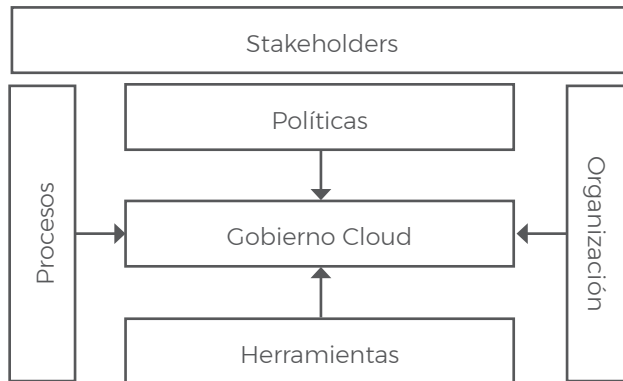 Stakeholders
Políticas
Procesos
Gobierno Cloud
Organización
Herramientas